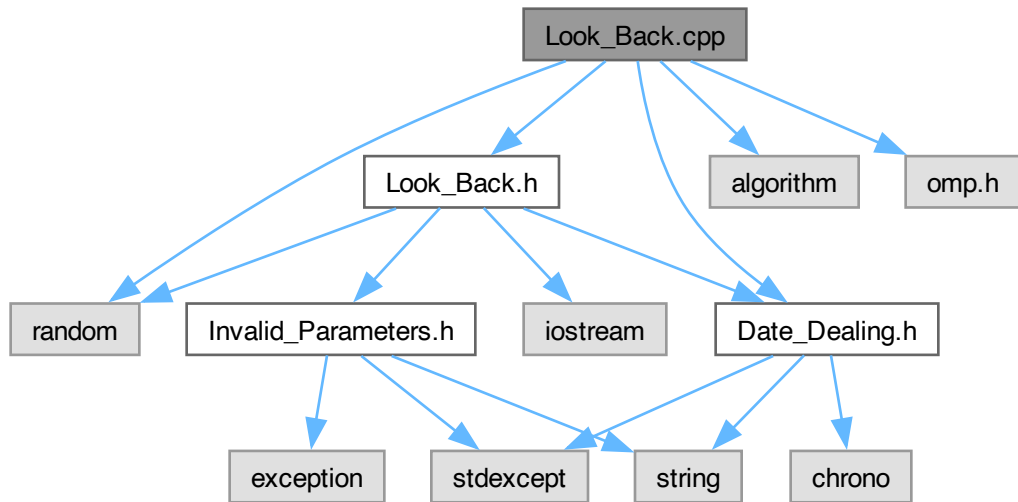 Look_Back.cpp
Look_Back.h
algorithm
omp.h
random
Invalid_Parameters.h
iostream
Date_Dealing.h
exception
stdexcept
string
chrono